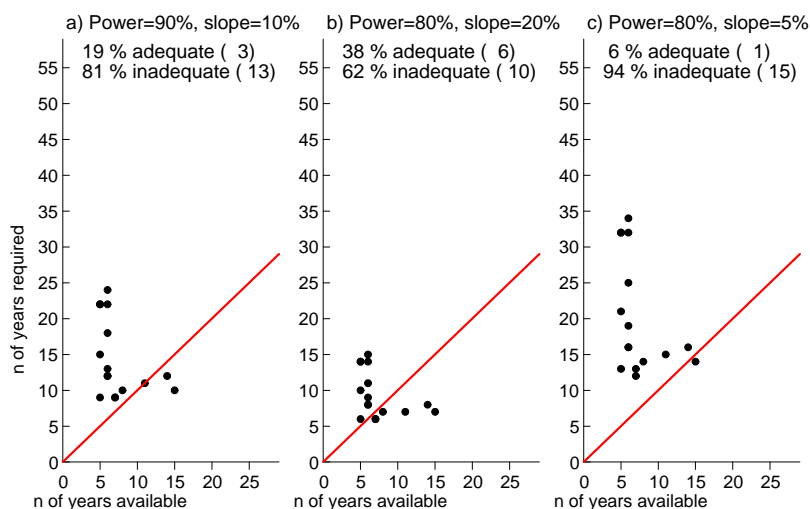 a) Power=90%, slope=10%
19 % adequate ( 3)
81 % inadequate ( 13)
55
50
45
40
35
30
25
20
15
10
5
0
n of years required
0 5 10 15 20 25
n of years available
b) Power=80%, slope=20%
38 % adequate ( 6)
62 % inadequate ( 10)
55
50
45
40
35
30
25
20
15
10
5
0
0 5 10 15 20 25
n of years available
c) Power=80%, slope=5%
6 % adequate ( 1)
94 % inadequate ( 15)
55
50
45
40
35
30
25
20
15
10
5
0
0 5 10 15 20 25
n of years available